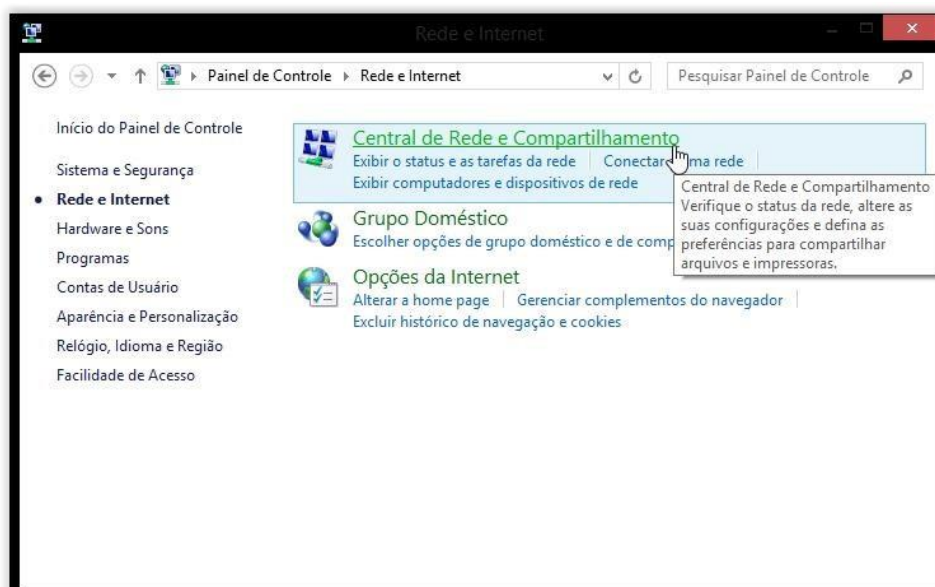 Rede e Internet
Painel de Controle Rede e Internet
Pesquisar Painel de Controle
Início do Painel de Controle
Sistema e Segurança
Rede e Internet
Hardware e Sons
Programas
Contas de Usuário
Aparência e Personalização
Relógio, Idioma e Região
Facilidade de Acesso
Central de Rede e Compartilhamento
Exibir o status e as tarefas da rede Conectar ma rede
Exibir computadores e dispositivos de rede
Central de Rede e Compartilhamento
Verifique o status da rede, altere as
suas configurações e defina as
preferências para compartilhar
arquivos e impressoras.
Grupo Doméstico
Escolher opções de grupo doméstico e de comp
Opções da Internet
Alterar a home page Gerenciar complementos do navegador
Excluir histórico de navegação e cookies